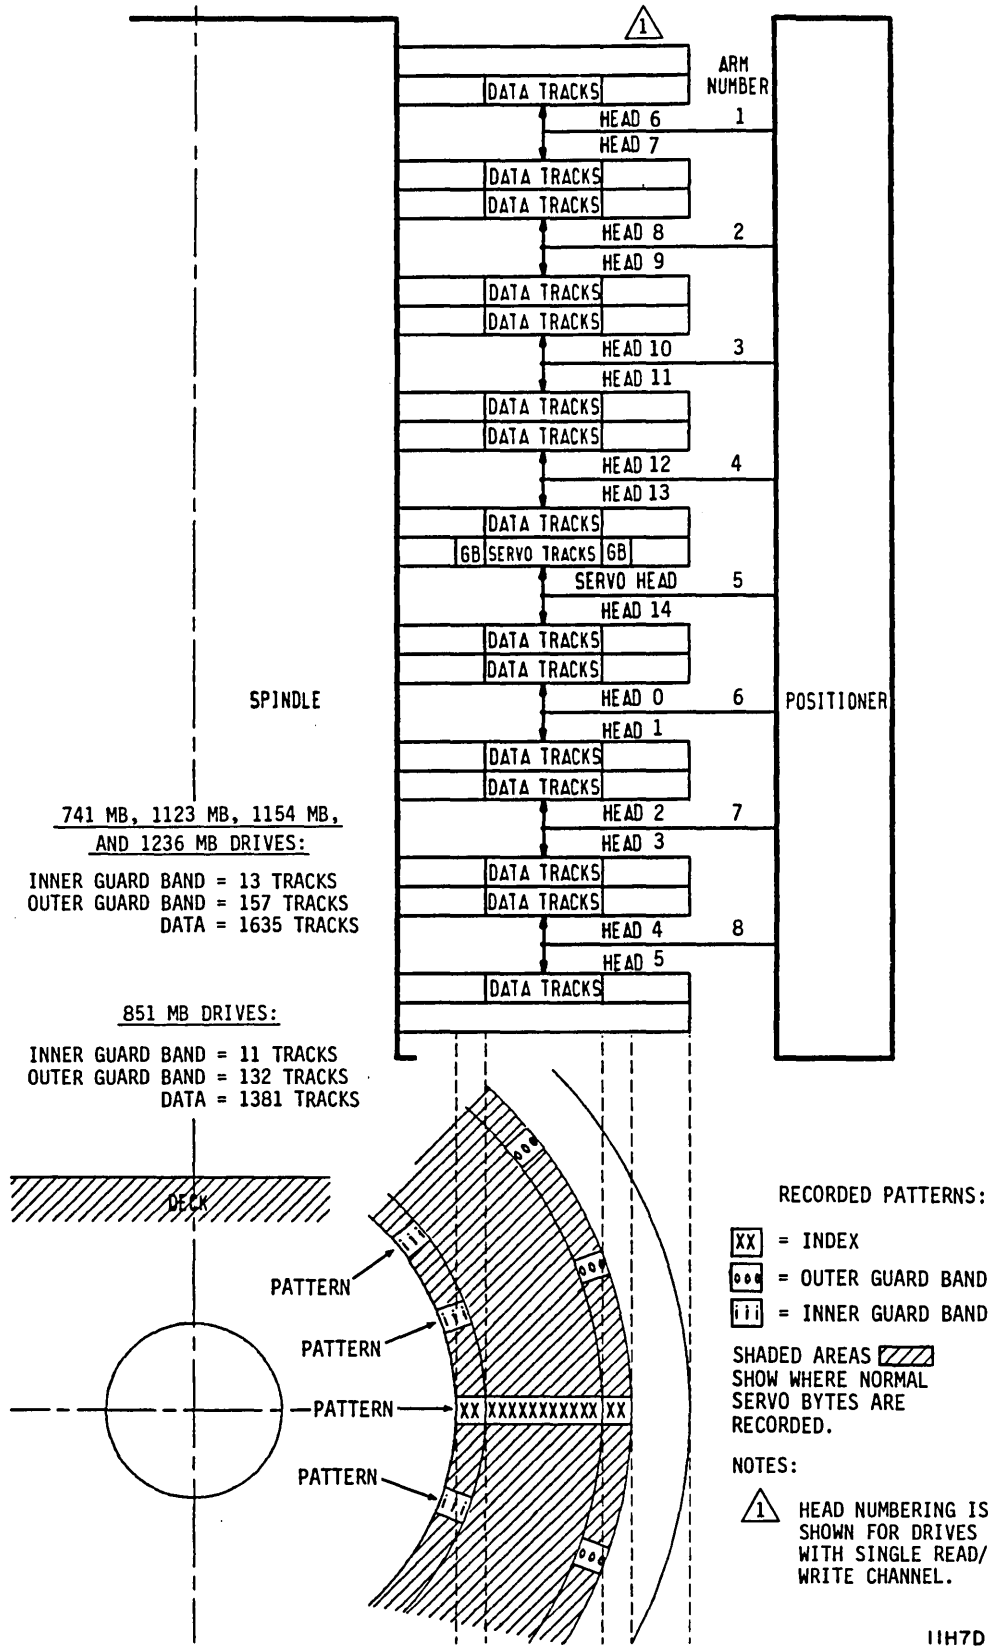 1
ARM
NUMBER
DATA TRACKS
HEAD 6 1
HEAD 7
DATA TRACKS
DATA TRACKS
HEAD 8 2
HEAD 9
DATA TRACKS
DATA TRACKS
HEAD 10 3
HEAD 11
DATA TRACKS
DATA TRACKS
HEAD 12 4
HEAD 13
DATA TRACKS
GB SERVO TRACKS GB
SERVO HEAD 5
HEAD 14
DATA TRACKS
DATA TRACKS
SPINDLE
HEAD 0 6
POSITIONER
HEAD 1
DATA TRACKS
DATA TRACKS
HEAD 2 7
HEAD 3
DATA TRACKS
DATA TRACKS
HEAD 4 8
HEAD 5
DATA TRACKS
741 MB, 1123 MB, 1154 MB,
AND 1236 MB DRIVES:
INNER GUARD BAND = 13 TRACKS
OUTER GUARD BAND = 157 TRACKS
DATA = 1635 TRACKS
851 MB DRIVES:
INNER GUARD BAND = 11 TRACKS
OUTER GUARD BAND = 132 TRACKS
DATA = 1381 TRACKS
DECK
PATTERN
PATTERN
PATTERN
XX XXXXXXXXXXX XX
PATTERN
RECORDED PATTERNS:
XX = INDEX
ooo = OUTER GUARD BAND
iii = INNER GUARD BAND
SHADED AREAS
SHOW WHERE NORMAL
SERVO BYTES ARE
RECORDED.
NOTES:
1 HEAD NUMBERING IS
SHOWN FOR DRIVES
WITH SINGLE READ/
WRITE CHANNEL.
11H7D